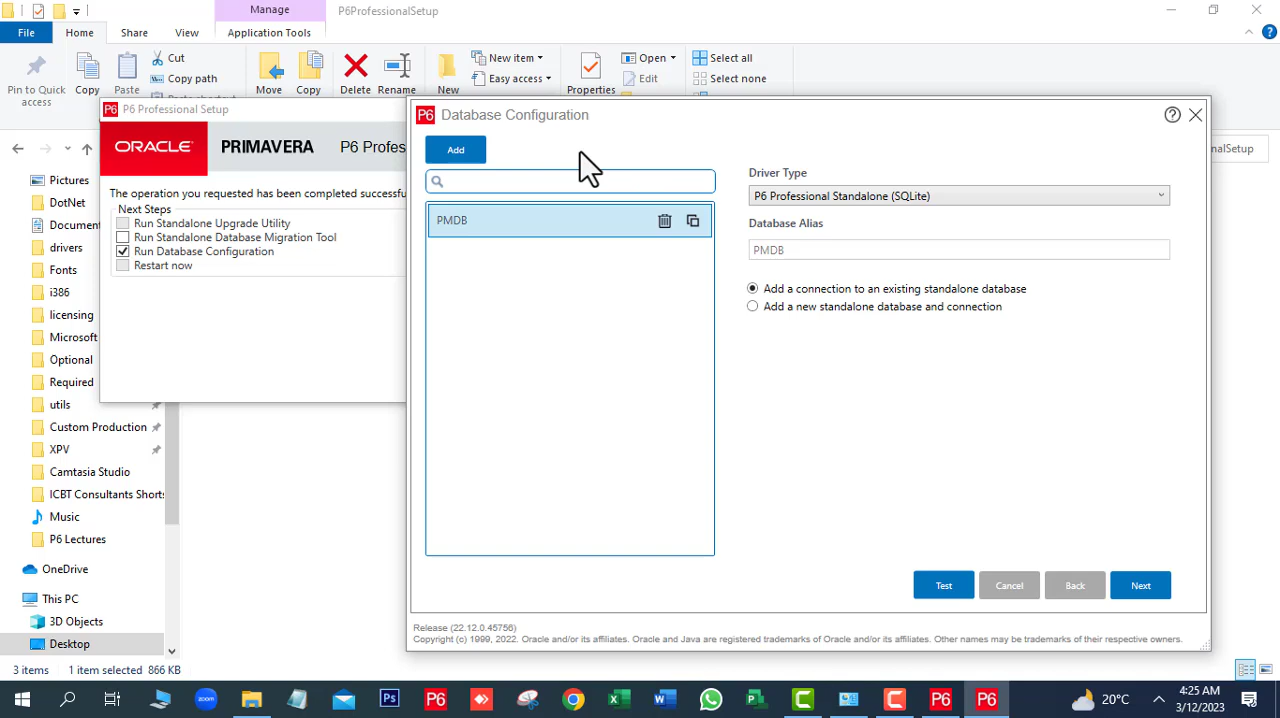 Manage
P6ProfessionalSetup
File
Home
Share
View
Application Tools
Pin to Quick access
Copy
Paste
Cut
Copy path
Move
Copy
Delete
Rename
New
New item
Easy access
Properties
Open
Edit
Select all
Select none
nalSetup
P6 Professional Setup
ORACLE
PRIMAVERA
P6 Profes
The operation you requested has been completed successfu
Next Steps
Run Standalone Upgrade Utility
Run Standalone Database Migration Tool
Run Database Configuration
Restart now
P6 Database Configuration
Add
PMDB
Driver Type
P6 Professional Standalone (SQLite)
Database Alias
PMDB
Add a connection to an existing standalone database
Add a new standalone database and connection
Test
Cancel
Back
Next
Release (22.12.0.45756)
Copyright (c) 1999, 2022. Oracle and/or its affiliates. Oracle and Java are registered trademarks of Oracle and/or its affiliates. Other names may be trademarks of their respective owners.
Pictures
DotNet
Document
drivers
Fonts
i386
licensing
Microsoft
Optional
Required
utils
Custom Production
XPV
Camtasia Studio
ICBT Consultants Shorts
Music
P6 Lectures
OneDrive
This PC
3D Objects
Desktop
3 items
1 item selected 866 KB
zoom
Ps
P6
P6
P6
20°C
4:25 AM
3/12/2023